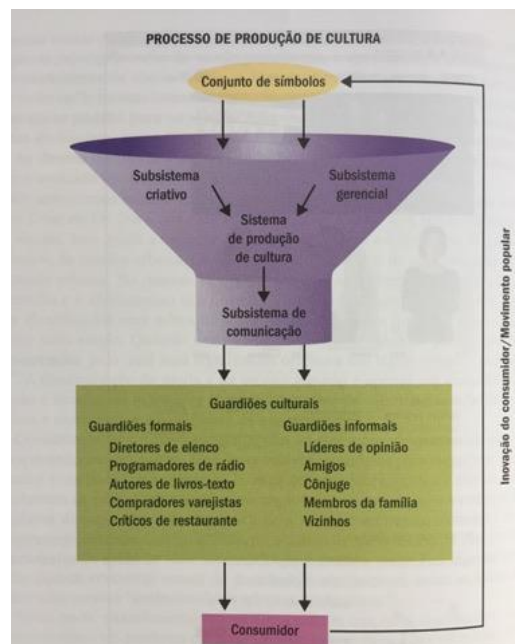 PROCESSO DE PRODUÇÃO DE CULTURA
Conjunto de símbolos
Subsistema
criativo
Subsistema
gerencial
Sistema
de produção
de cultura
Subsistema de
comunicação
Guardiões culturais
Guardiões formais
Diretores de elenco
Programadores de rádio
Autores de livros-texto
Compradores varejistas
Críticos de restaurante
Guardiões informais
Líderes de opinião
Amigos
Cônjuge
Membros da família
Vizinhos
Consumidor
Inovação do consumidor/Movimento popular